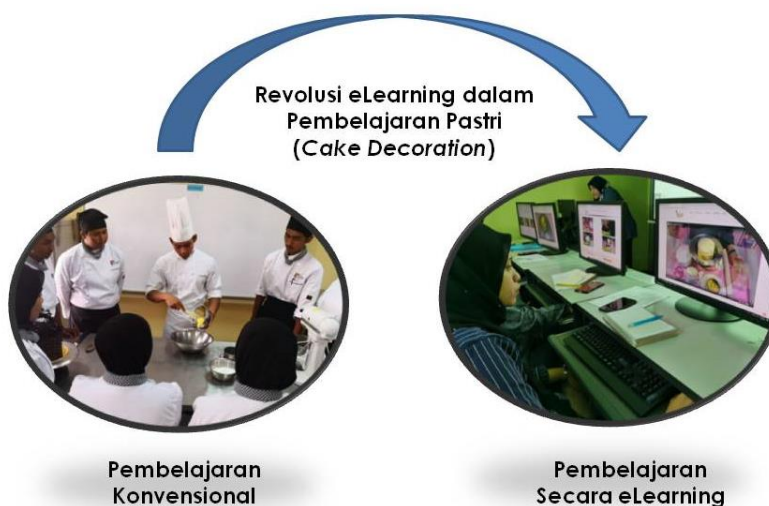 Revolusi eLearning dalam
Pembelajaran Pastri
(Cake Decoration)
Pembelajaran
Konvensional
Pembelajaran
Secara eLearning